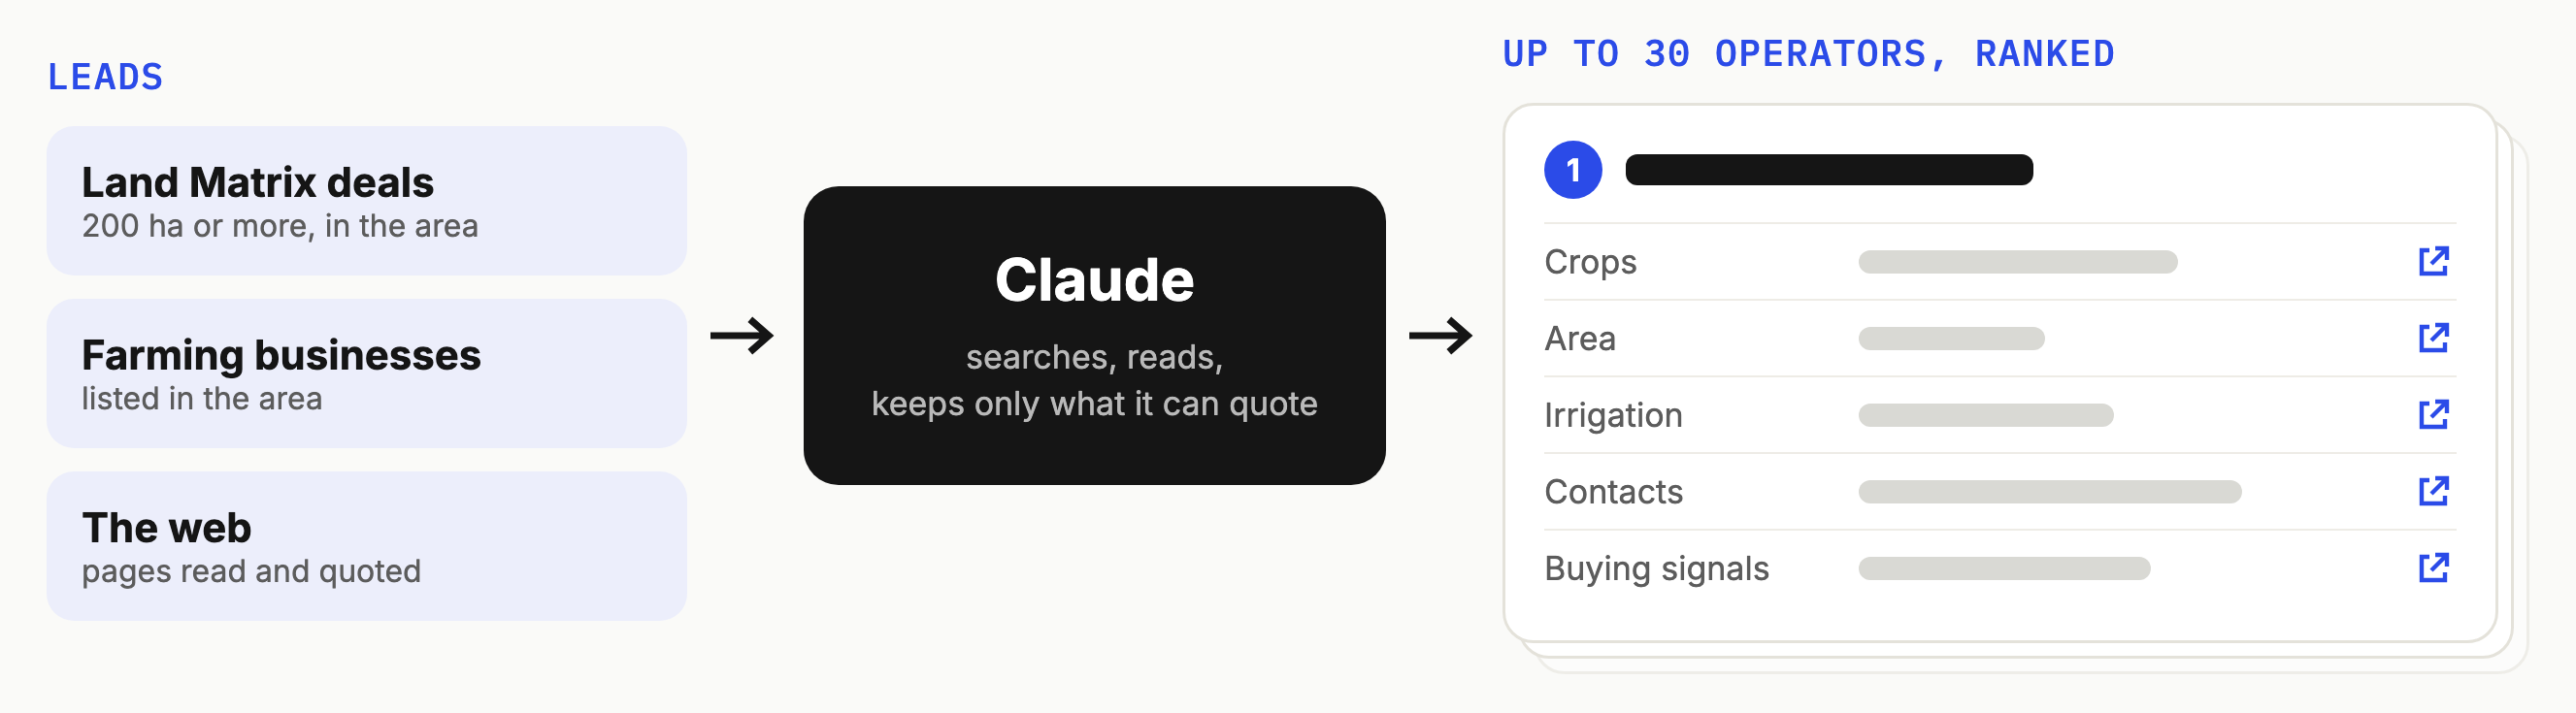 LEADS
Land Matrix deals
200 ha or more, in the area
Farming businesses
listed in the area
The web
pages read and quoted
Claude
searches, reads,
keeps only what it can quote
UP TO 30 OPERATORS, RANKED
1
Crops
Area
Irrigation
Contacts
Buying signals